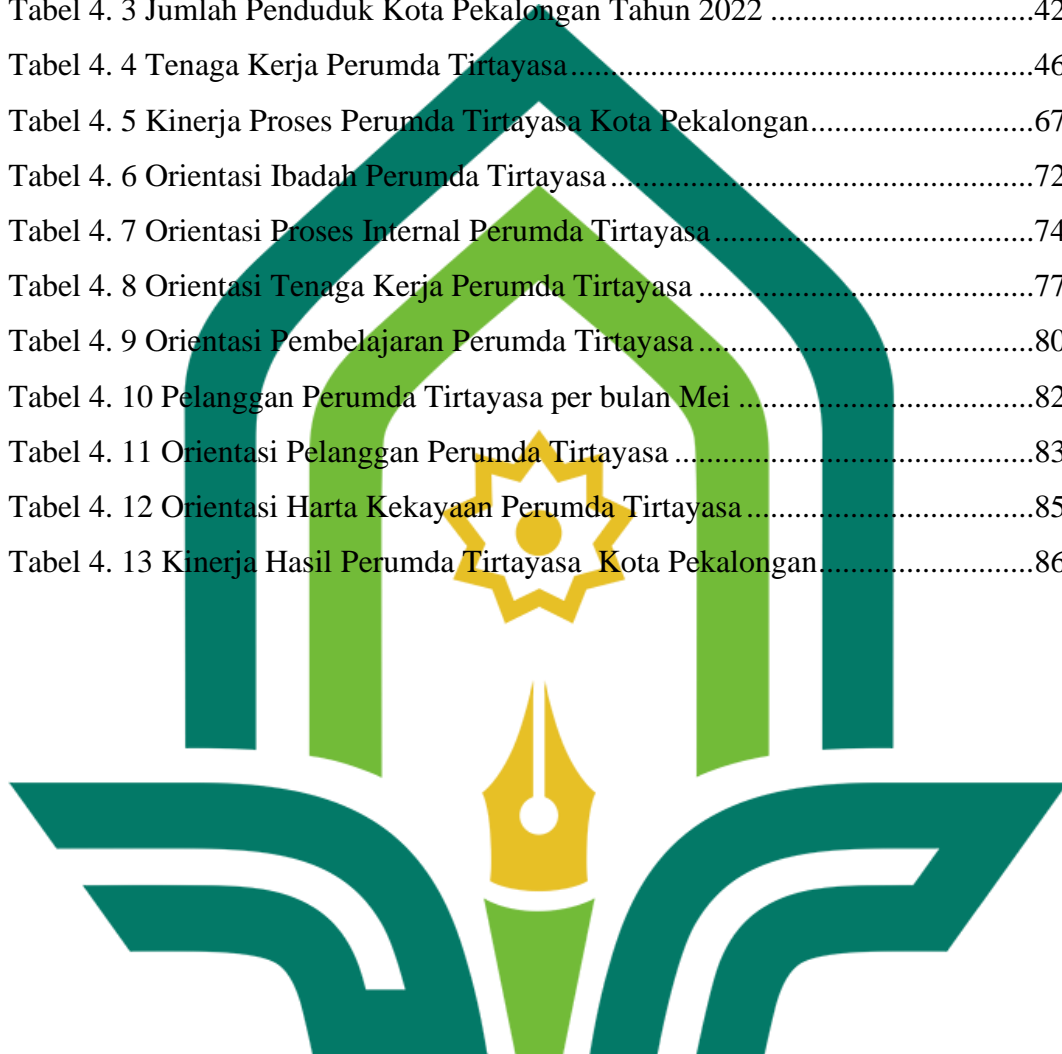 Tabel 4. 3 Jumlah Penduduk Kota Pekalongan Tahun 2022 ................................42
Tabel 4. 4 Tenaga Kerja Perumda Tirtayasa.........................................................46
Tabel 4. 5 Kinerja Proses Perumda Tirtayasa Kota Pekalongan...........................67
Tabel 4. 6 Orientasi Ibadah Perumda Tirtayasa....................................................72
Tabel 4. 7 Orientasi Proses Internal Perumda Tirtayasa.......................................74
Tabel 4. 8 Orientasi Tenaga Kerja Perumda Tirtayasa .........................................77
Tabel 4. 9 Orientasi Pembelajaran Perumda Tirtayasa.........................................80
Tabel 4. 10 Pelanggan Perumda Tirtayasa per bulan Mei ....................................82
Tabel 4. 11 Orientasi Pelanggan Perumda Tirtayasa ............................................83
Tabel 4. 12 Orientasi Harta Kekayaan Perumda Tirtayasa...................................85
Tabel 4. 13 Kinerja Hasil Perumda Tirtayasa  Kota Pekalongan..........................86